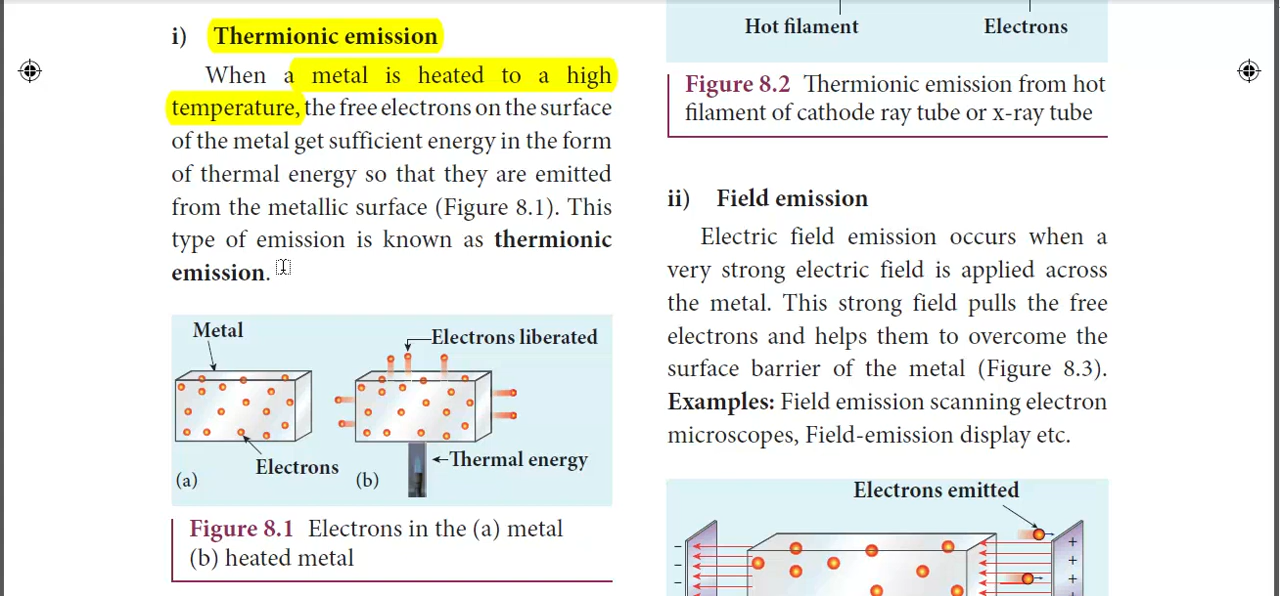 i) Thermionic emission
When a metal is heated to a high
temperature, the free electrons on the surface
of the metal get sufficient energy in the form
of thermal energy so that they are emitted
from the metallic surface (Figure 8.1). This
type of emission is known as thermionic
emission.
Metal
Electrons liberated
Electrons
Thermal energy
(a)
(b)
Figure 8.1 Electrons in the (a) metal
(b) heated metal
Hot filament
Electrons
Figure 8.2 Thermionic emission from hot
filament of cathode ray tube or x-ray tube
ii) Field emission
Electric field emission occurs when a
very strong electric field is applied across
the metal. This strong field pulls the free
electrons and helps them to overcome the
surface barrier of the metal (Figure 8.3).
Examples: Field emission scanning electron
microscopes, Field-emission display etc.
Electrons emitted
- +
- +
- +